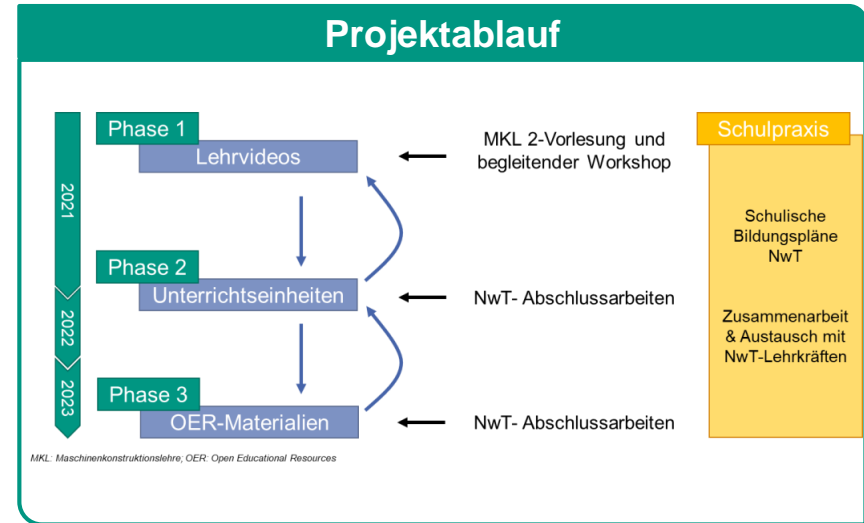 Projektablauf
2021
2022
2023
Phase 1
Lehrvideos
MKL 2-Vorlesung und
begleitender Workshop
Phase 2
Unterrichtseinheiten
NwT- Abschlussarbeiten
Phase 3
OER-Materialien
NwT- Abschlussarbeiten
Schulpraxis
Schulische
Bildungspläne
NwT
Zusammenarbeit
& Austausch mit
NwT-Lehrkräften
MKL: Maschinenkonstruktionslehre; OER: Open Educational Resources